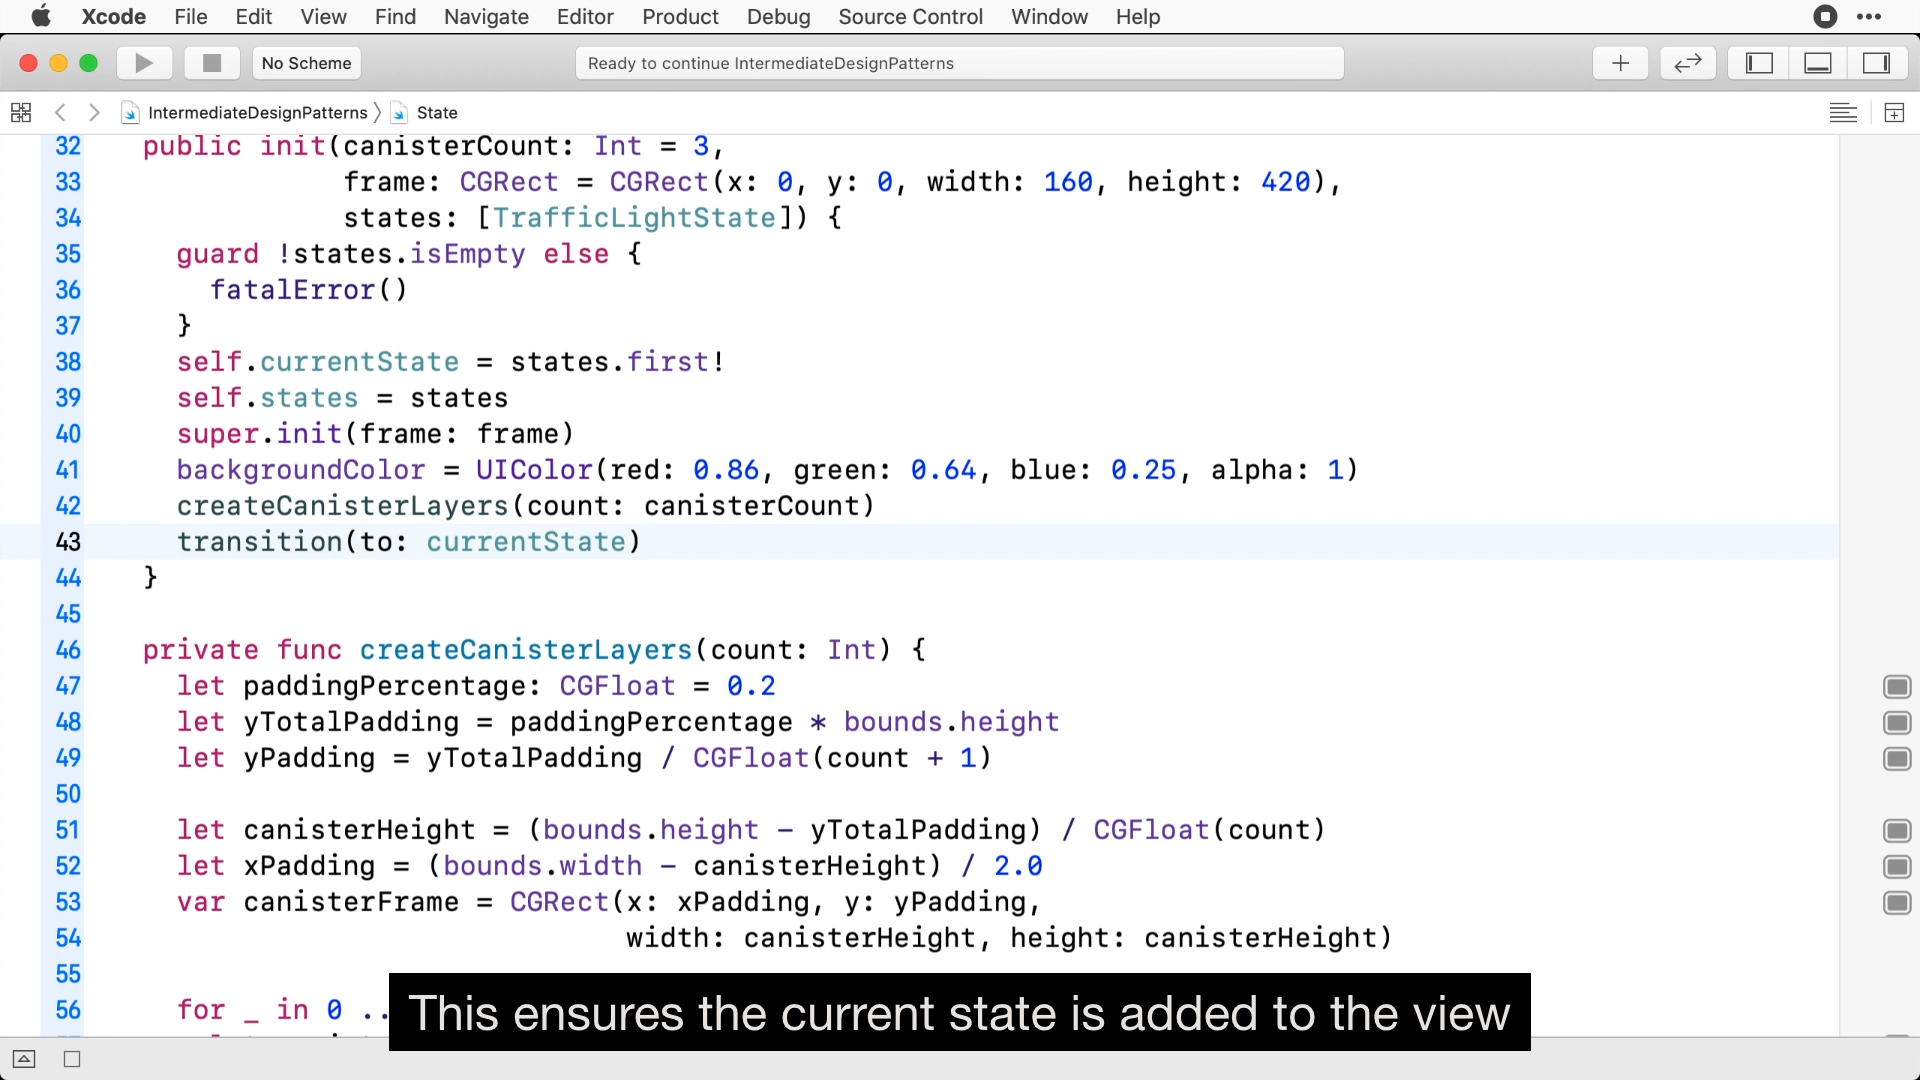 Xcode File Edit View Find Navigate Editor Product Debug Source Control Window Help
No Scheme Ready to continue IntermediateDesignPatterns
IntermediateDesignPatterns State
32 public init(canisterCount: Int = 3,
33 frame: CGRect = CGRect(x: 0, y: 0, width: 160, height: 420),
34 states: [TrafficLightState]) {
35 guard !states.isEmpty else {
36 fatalError()
37 }
38 self.currentState = states.first!
39 self.states = states
40 super.init(frame: frame)
41 backgroundColor = UIColor(red: 0.86, green: 0.64, blue: 0.25, alpha: 1)
42 createCanisterLayers(count: canisterCount)
43 transition(to: currentState)
44 }
45
46 private func createCanisterLayers(count: Int) {
47 let paddingPercentage: CGFloat = 0.2
48 let yTotalPadding = paddingPercentage * bounds.height
49 let yPadding = yTotalPadding / CGFloat(count + 1)
50
51 let canisterHeight = (bounds.height - yTotalPadding) / CGFloat(count)
52 let xPadding = (bounds.width - canisterHeight) / 2.0
53 var canisterFrame = CGRect(x: xPadding, y: yPadding,
54 width: canisterHeight, height: canisterHeight)
55
56 for _ in 0 ..
This ensures the current state is added to the view